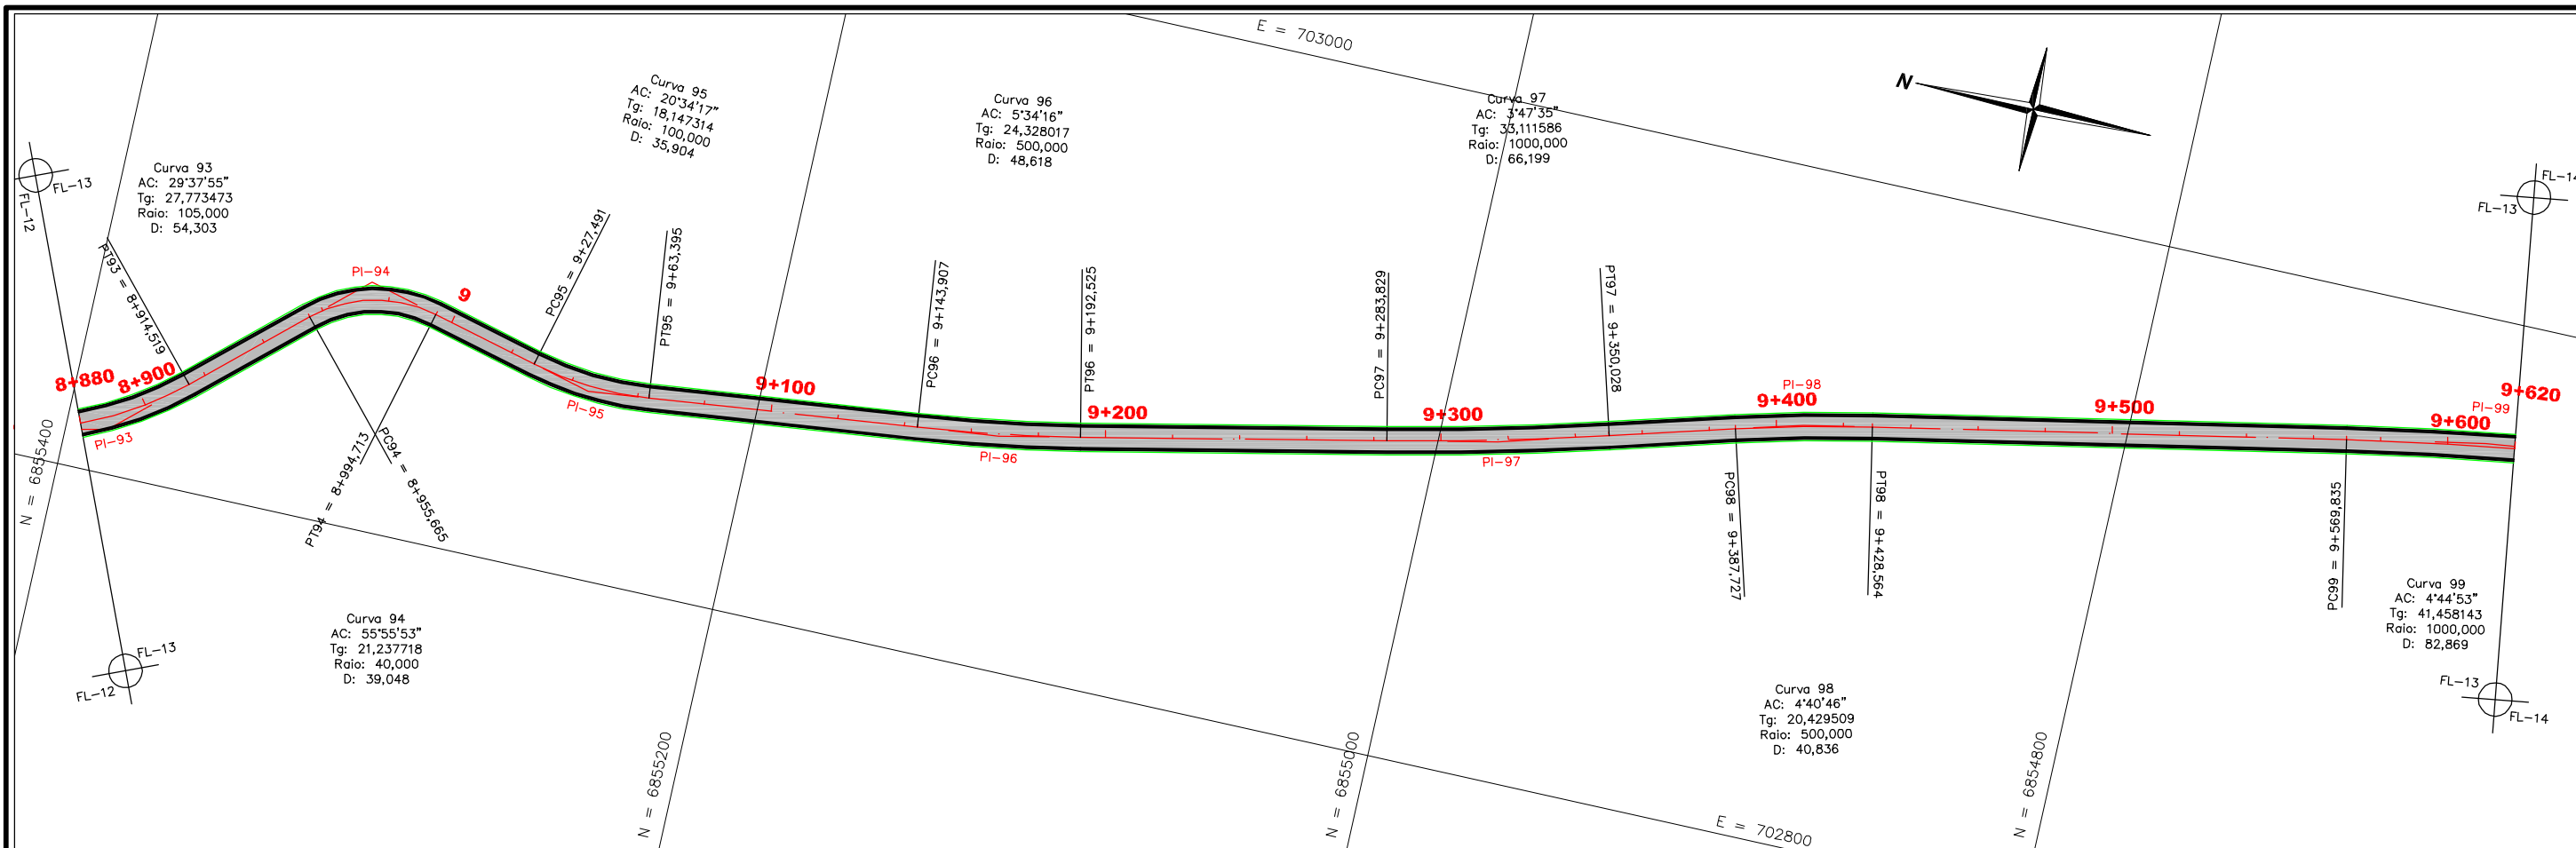 E = 703000
N
Curva 95
AC: 20°34'17"
Tg: 18,147314
Raio: 100,000
D: 35,904
Curva 96
AC: 5°34'16"
Tg: 24,328017
Raio: 500,000
D: 48,618
Curva 97
AC: 3°47'35"
Tg: 33,111586
Raio: 1000,000
D: 66,199
Curva 93
AC: 29°37'55"
Tg: 27,773473
Raio: 105,000
D: 54,303
FL-13
FL-12
FL-14
FL-13
PT93 = 8+914,519
PI-94
9
PC95 = 9+27,491
PT95 = 9+63,395
PC96 = 9+143,907
PT96 = 9+192,525
PC97 = 9+283,829
PT97 = 9+350,028
8+880
8+900
PI-93
PI-95
9+100
9+200
PI-96
9+300
PI-97
PI-98
9+400
9+500
9+620
PI-99
9+600
N = 6855400
PT94 = 8+994,713
PC94 = 8+955,665
PC98 = 9+387,727
PT98 = 9+428,564
PC99 = 9+569,835
Curva 99
AC: 4°44'53"
Tg: 41,458143
Raio: 1000,000
D: 82,869
Curva 94
AC: 55°55'53"
Tg: 21,237718
Raio: 40,000
D: 39,048
FL-13
FL-12
Curva 98
AC: 4°40'46"
Tg: 20,429509
Raio: 500,000
D: 40,836
FL-13
FL-14
N = 6855200
N = 6855000
N = 6854800
E = 702800